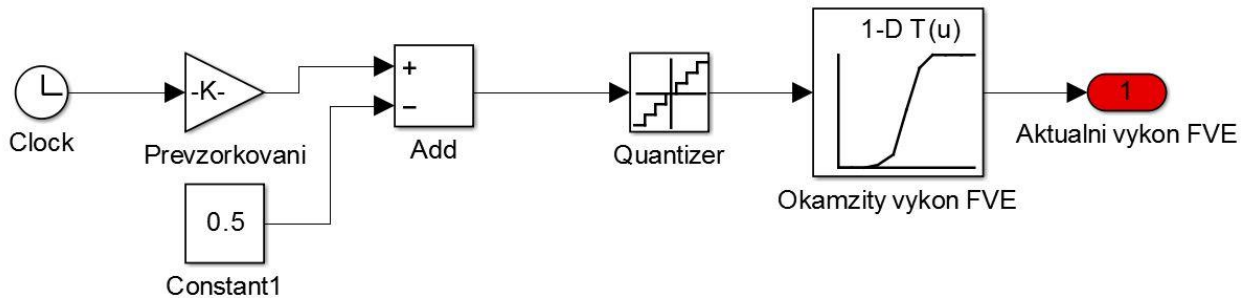 Clock
-K-
Prevzorkovani
0.5
Constant1
+
−
Add
Quantizer
1-D T(u)
Okamzity vykon FVE
1
Aktualni vykon FVE